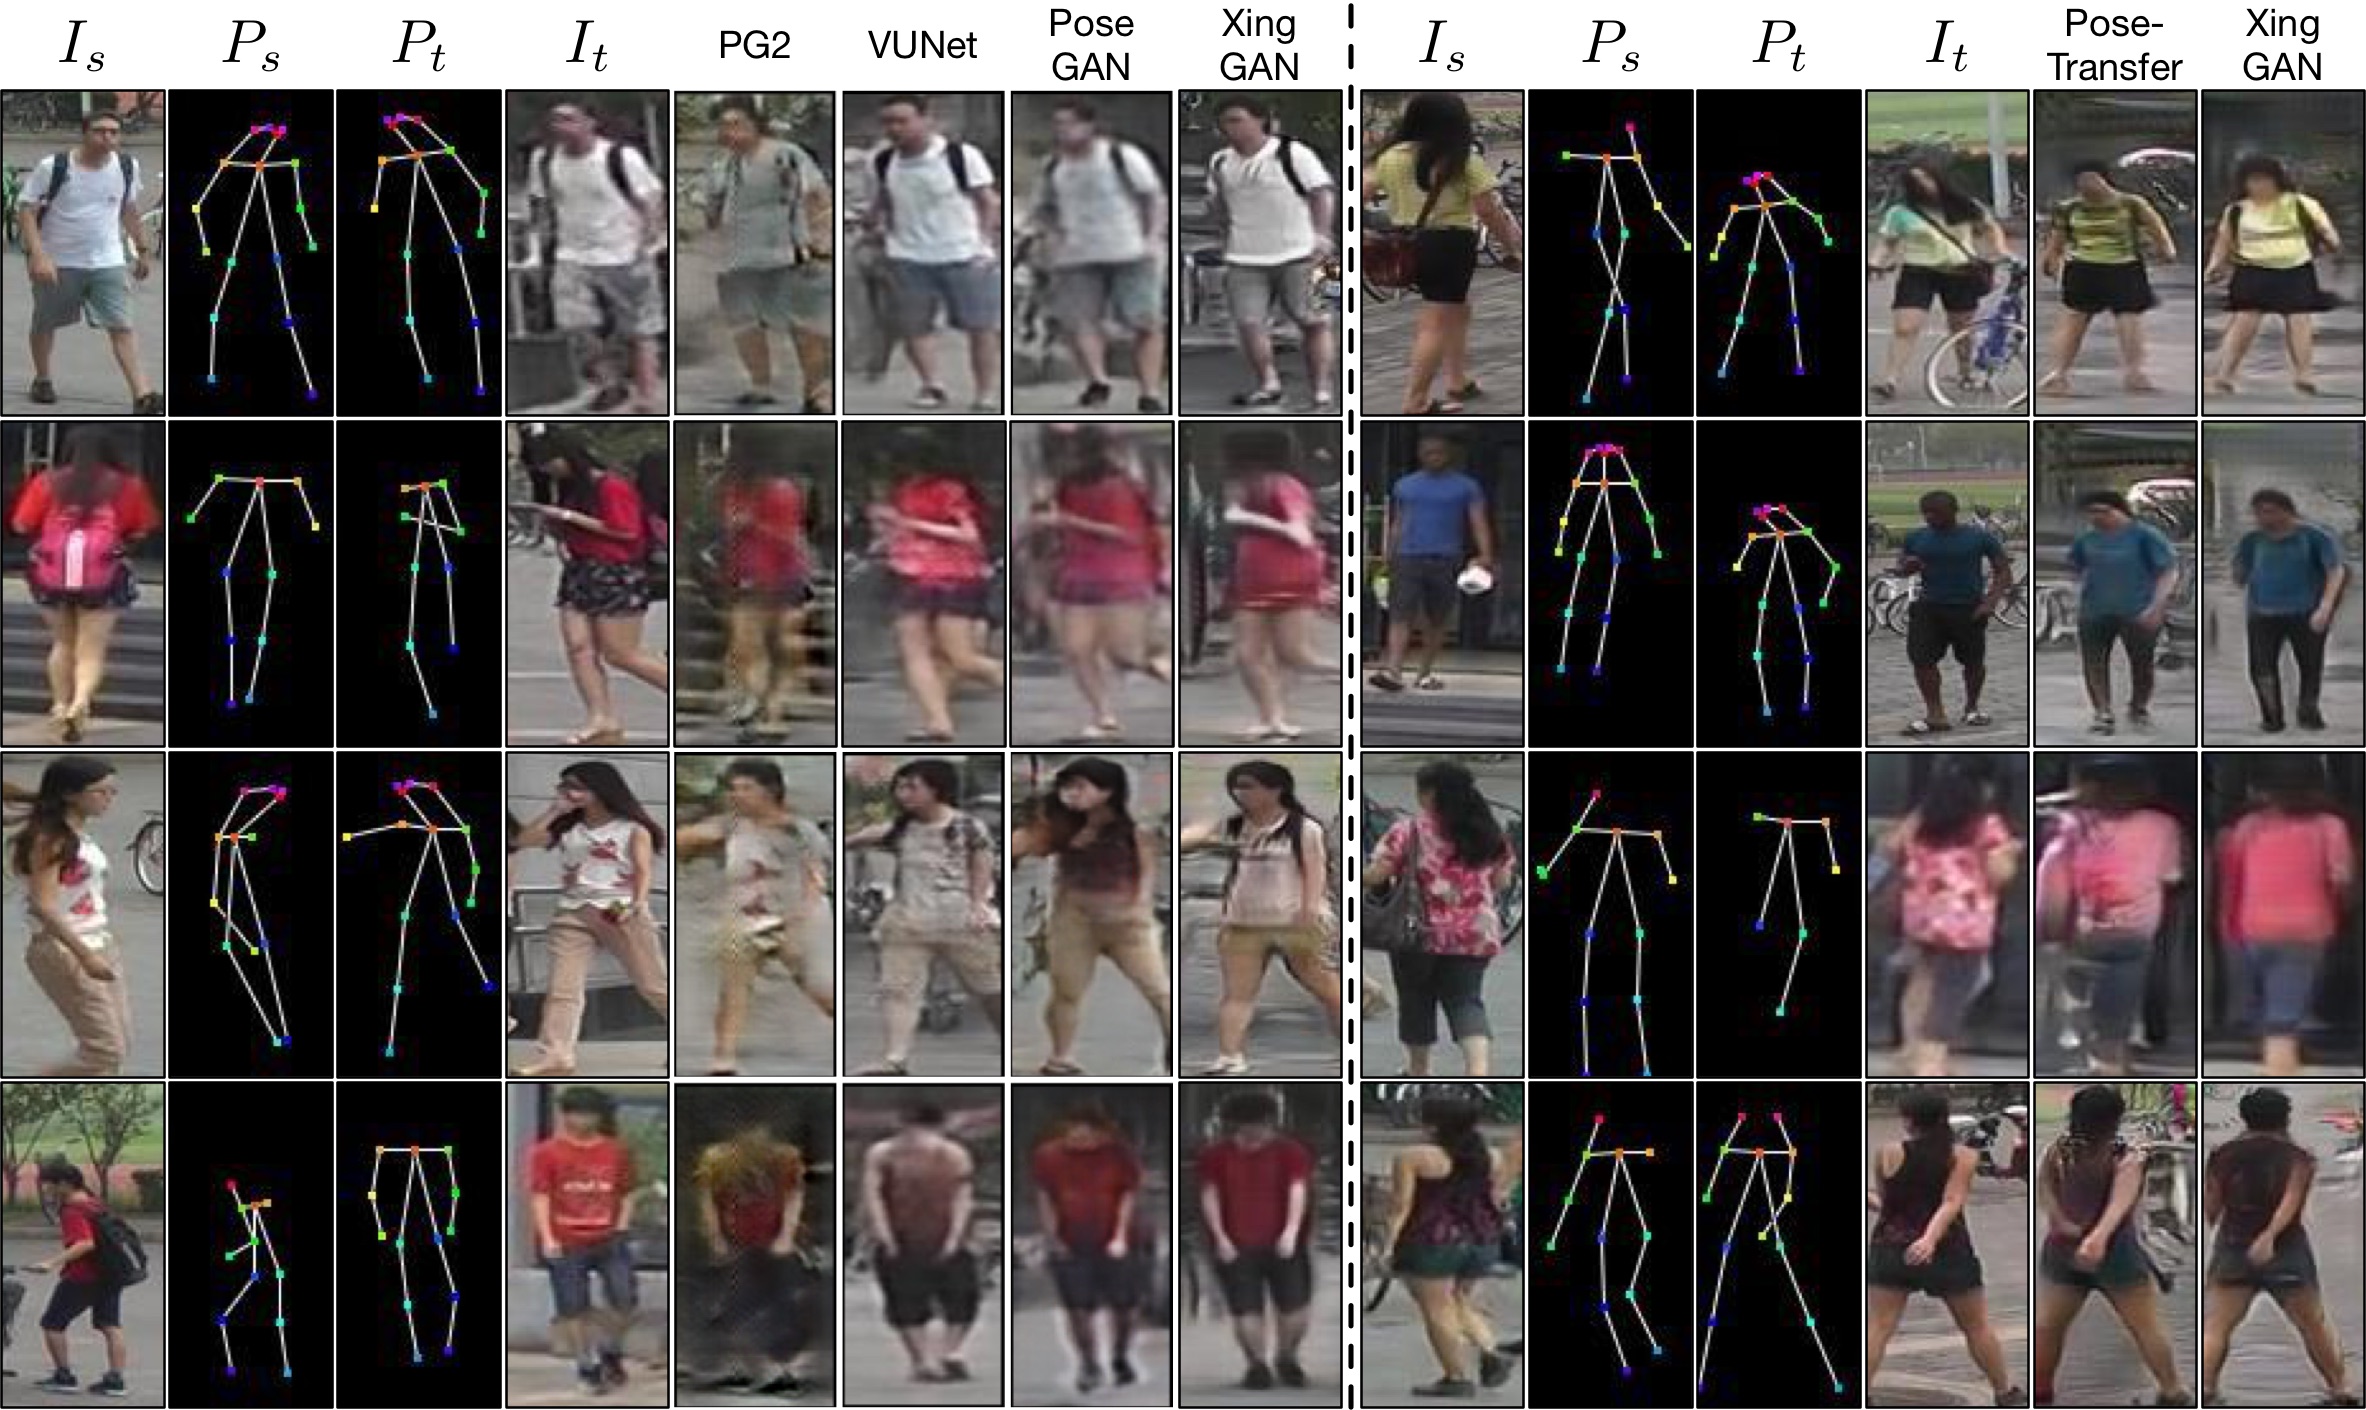 I_s P_s P_t I_t PG2 VUNet Pose GAN Xing GAN I_s P_s P_t I_t Pose-Transfer Xing GAN